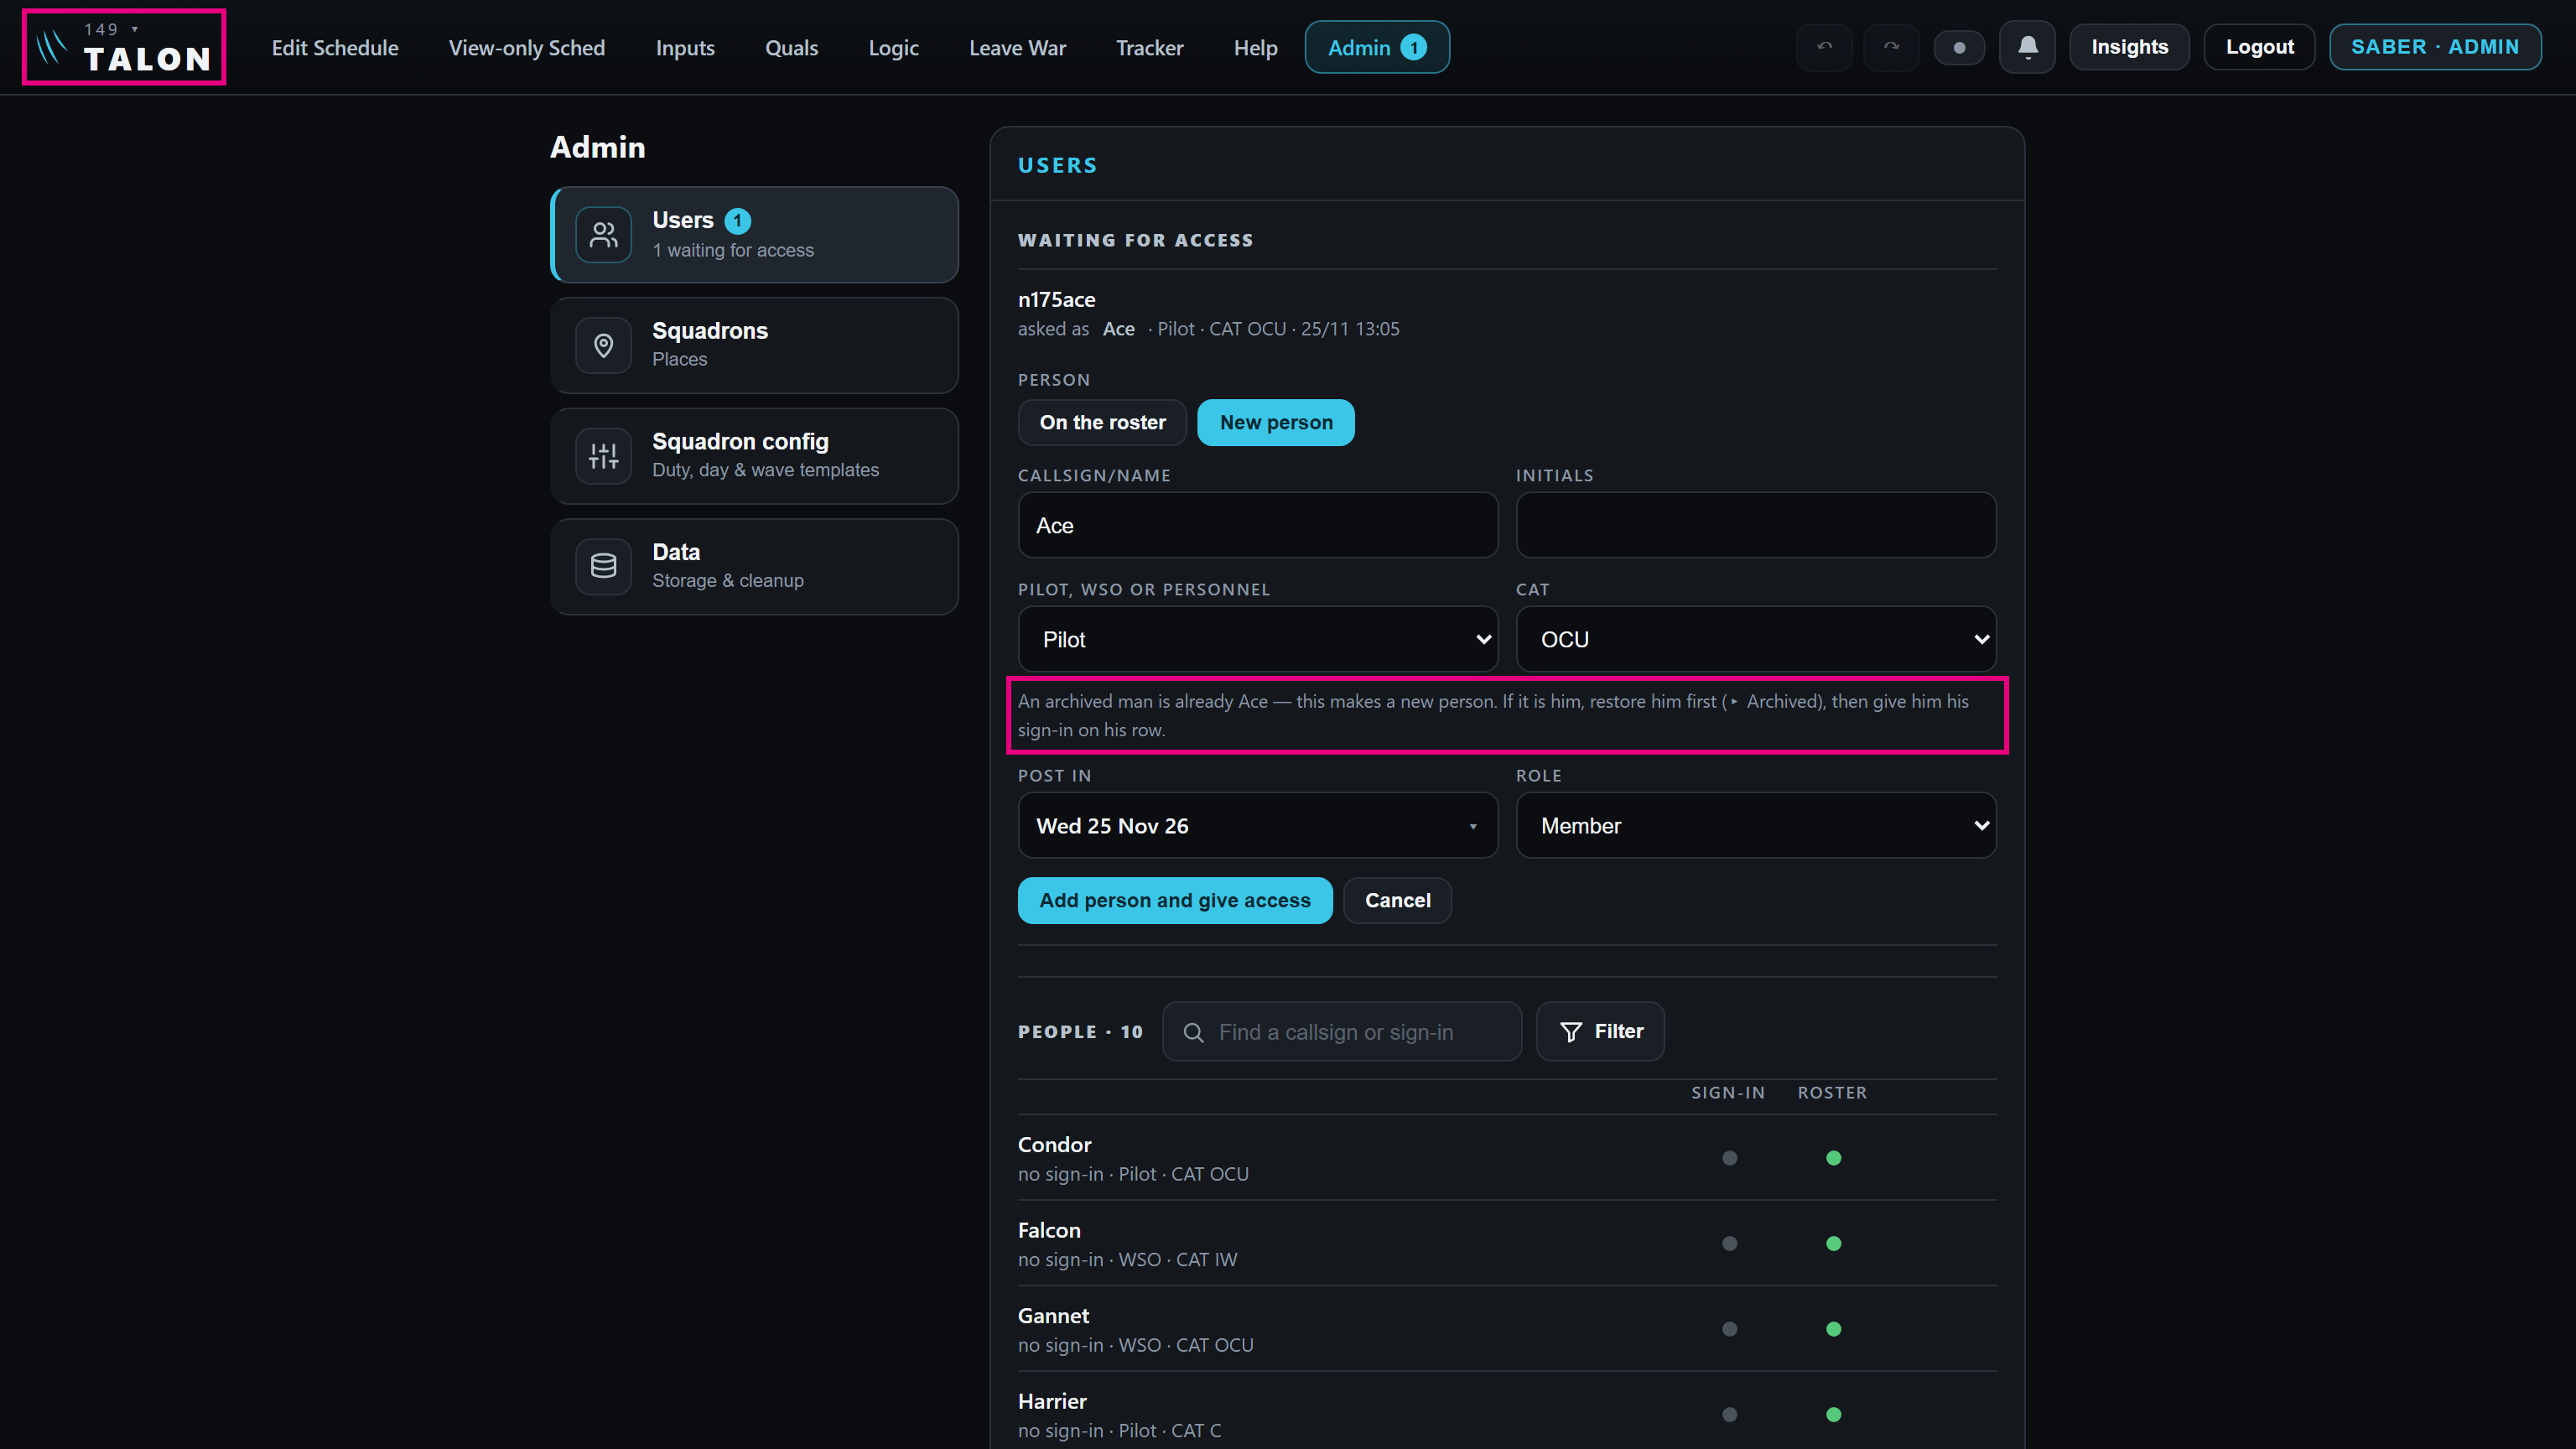 149 ▾
TALON
Edit Schedule
View-only Sched
Inputs
Quals
Logic
Leave War
Tracker
Help
Admin 1
Insights
Logout
SABER · ADMIN
Admin
Users 1
1 waiting for access
Squadrons
Places
Squadron config
Duty, day & wave templates
Data
Storage & cleanup
USERS
WAITING FOR ACCESS
n175ace
asked as Ace · Pilot · CAT OCU · 25/11 13:05
PERSON
On the roster
New person
CALLSIGN/NAME
INITIALS
Ace
PILOT, WSO OR PERSONNEL
CAT
Pilot
OCU
An archived man is already Ace — this makes a new person. If it is him, restore him first (▸ Archived), then give him his
sign-in on his row.
POST IN
ROLE
Wed 25 Nov 26
Member
Add person and give access
Cancel
PEOPLE · 10
Find a callsign or sign-in
Filter
SIGN-IN
ROSTER
Condor
no sign-in · Pilot · CAT OCU
Falcon
no sign-in · WSO · CAT IW
Gannet
no sign-in · WSO · CAT OCU
Harrier
no sign-in · Pilot · CAT C